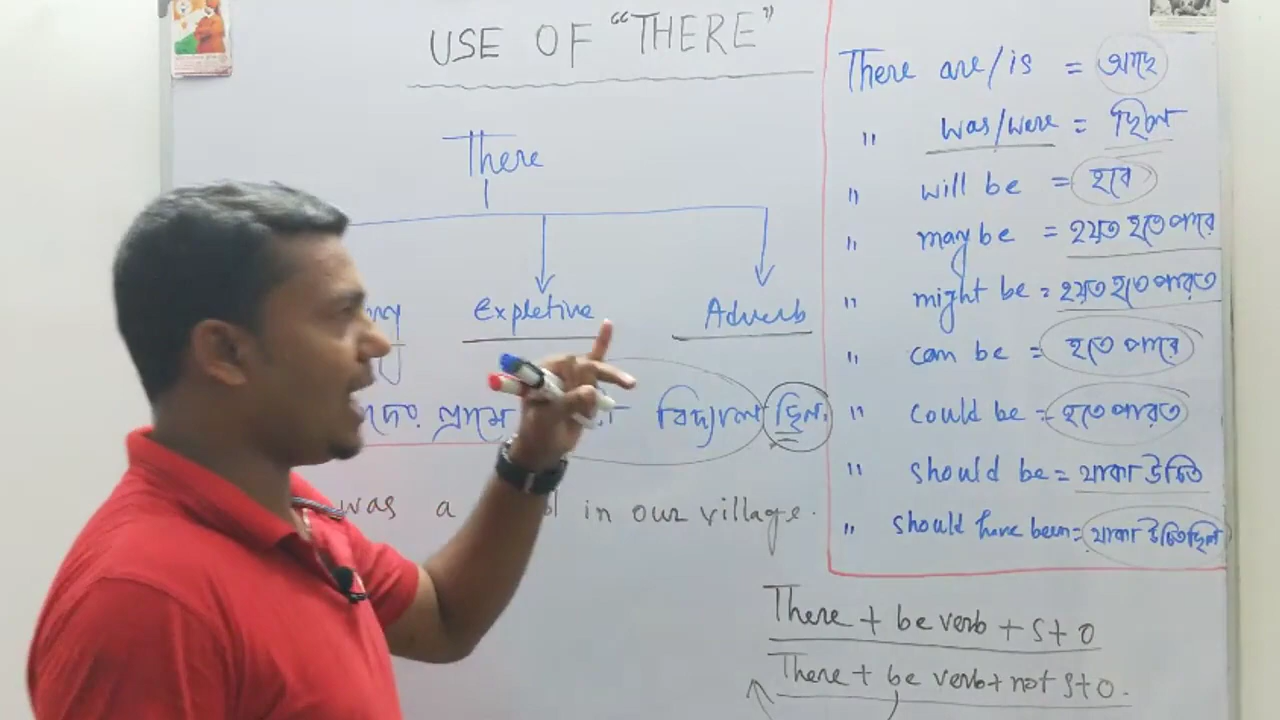 USE OF "THERE"
There
Expletive
Adverb
গ্রামে বিদ্যালয় ছিল.
was a in our village.
There are/is = আছে
" was/were = ছিল
" will be = হবে
" may be = হয়ত হতে পারে
" might be = হয়ত হতে পারত
" can be = হতে পারে
" could be = হতে পারত
" should be = থাকা উচিত
" should have been = থাকা উচিত ছিল
There + be verb + S + O
There + be verb + not S + O.